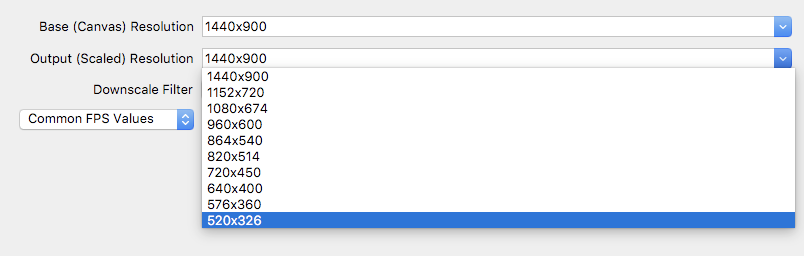 Base (Canvas) Resolution 1440x900
Output (Scaled) Resolution 1440x900
1440x900
1152x720
Downscale Filter
1080x674
960x600
Common FPS Values
864x540
820x514
720x450
640x400
576x360
520x326